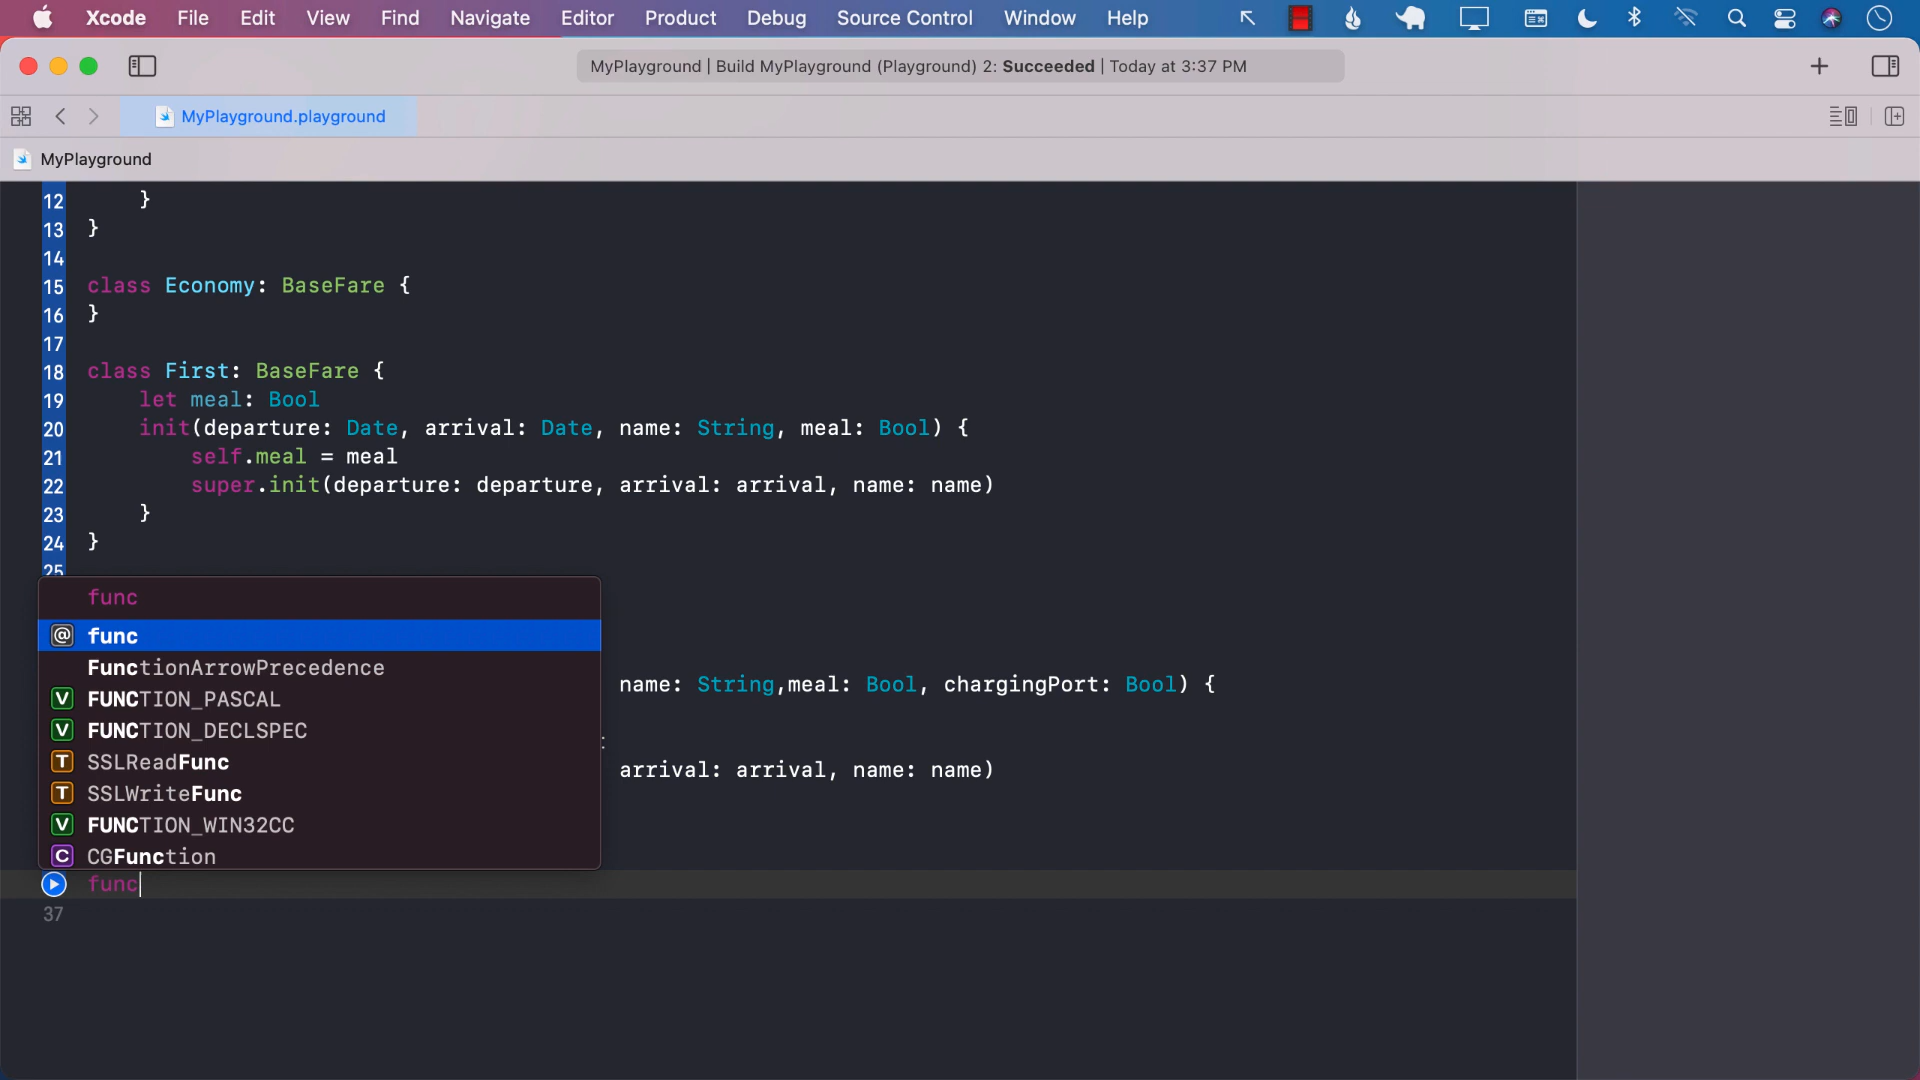 Xcode File Edit View Find Navigate Editor Product Debug Source Control Window Help
MyPlayground | Build MyPlayground (Playground) 2: Succeeded | Today at 3:37 PM
MyPlayground.playground
MyPlayground
12 }
13 }
14
15 class Economy: BaseFare {
16 }
17
18 class First: BaseFare {
19 let meal: Bool
20 init(departure: Date, arrival: Date, name: String, meal: Bool) {
21 self.meal = meal
22 super.init(departure: departure, arrival: arrival, name: name)
23 }
24 }
25
func
@ func
FunctionArrowPrecedence
name: String,meal: Bool, chargingPort: Bool) {
V FUNCTION_PASCAL
V FUNCTION_DECLSPEC
T SSLReadFunc
arrival: arrival, name: name)
T SSLWriteFunc
V FUNCTION_WIN32CC
C CGFunction
func
37